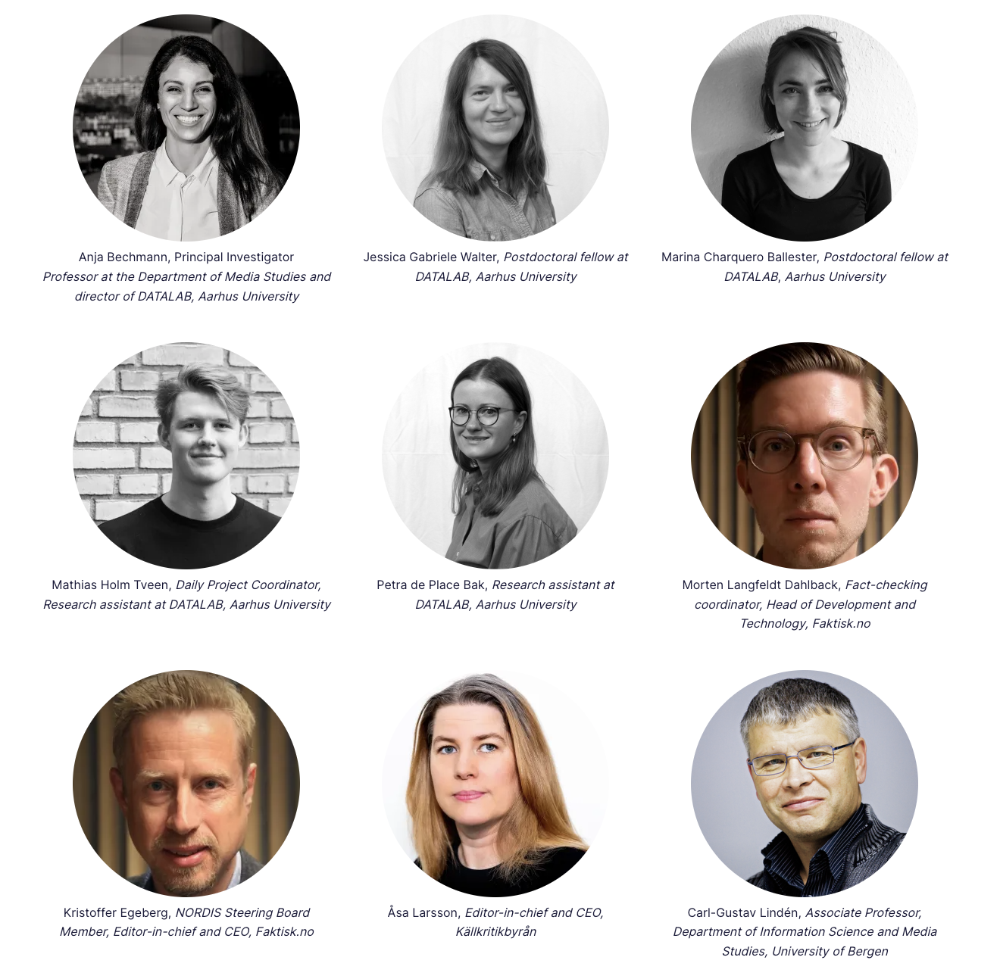 Anja Bechmann, Principal Investigator
Professor at the Department of Media Studies and
director of DATALAB, Aarhus University
Jessica Gabriele Walter, Postdoctoral fellow at
DATALAB, Aarhus University
Marina Charquero Ballester, Postdoctoral fellow at
DATALAB, Aarhus University
Mathias Holm Tveen, Daily Project Coordinator,
Research assistant at DATALAB, Aarhus University
Petra de Place Bak, Research assistant at
DATALAB, Aarhus University
Morten Langfeldt Dahlback, Fact-checking
coordinator, Head of Development and
Technology, Faktisk.no
Kristoffer Egeberg, NORDIS Steering Board
Member, Editor-in-chief and CEO, Faktisk.no
Åsa Larsson, Editor-in-chief and CEO,
Källkritikbyrån
Carl-Gustav Lindén, Associate Professor,
Department of Information Science and Media
Studies, University of Bergen